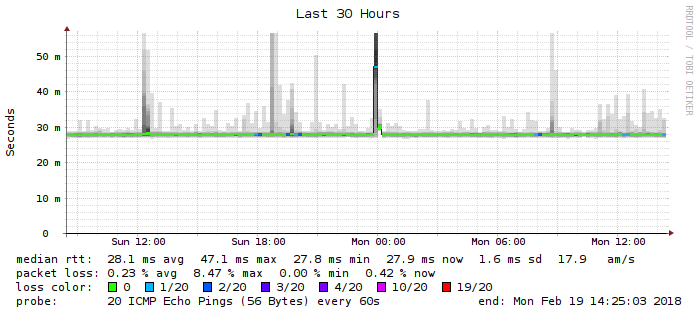 Last 30 Hours
RRDTOOL / TOBI OETIKER
Seconds
50 m
40 m
30 m
20 m
10 m
0
Sun 12:00 Sun 18:00 Mon 00:00 Mon 06:00 Mon 12:00
median rtt: 28.1 ms avg 47.1 ms max 27.8 ms min 27.9 ms now 1.6 ms sd 17.9 am/s
packet loss: 0.23 % avg 8.47 % max 0.00 % min 0.42 % now
loss color: 0 1/20 2/20 3/20 4/20 10/20 19/20
probe: 20 ICMP Echo Pings (56 Bytes) every 60s end: Mon Feb 19 14:25:03 2018